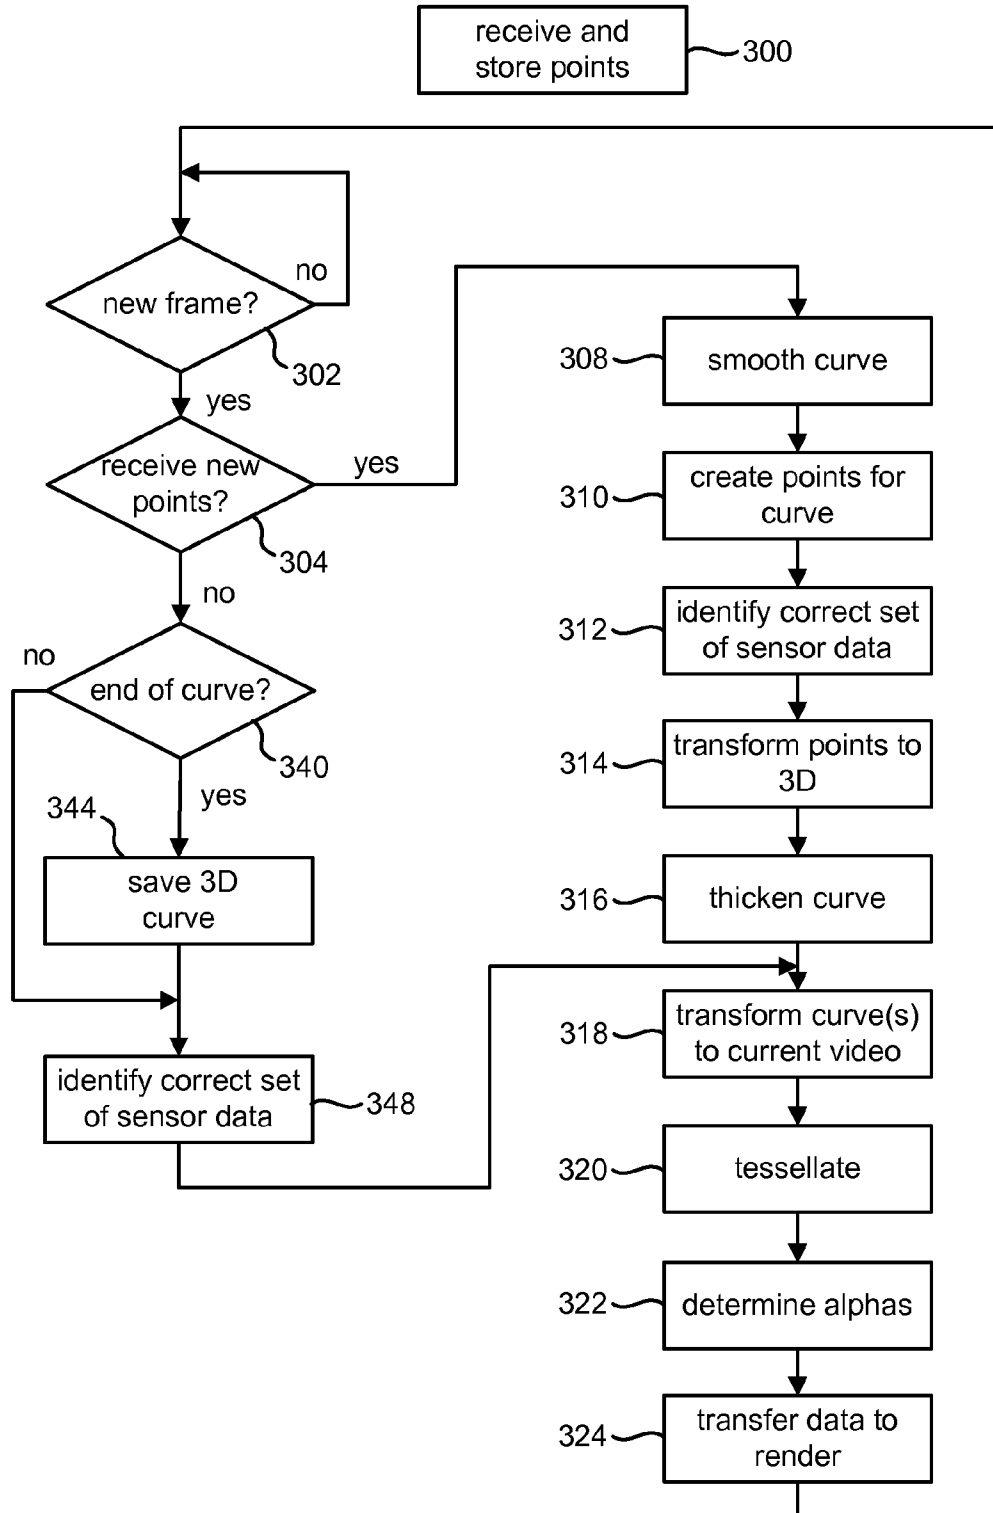 receive and
store points
300
no
new frame?
302
yes
receive new
points?
yes
304
no
no
end of curve?
340
yes
344
save 3D
curve
identify correct set
of sensor data
348
308
smooth curve
310
create points for
curve
312
identify correct set
of sensor data
314
transform points to
3D
316
thicken curve
318
transform curve(s)
to current video
320
tessellate
322
determine alphas
324
transfer data to
render